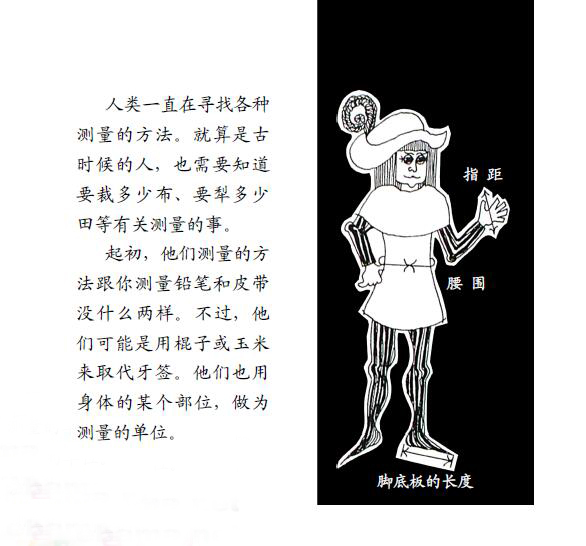 人类一直在寻找各种
测量的方法。就算是古
时候的人，也需要知道
要裁多少布、要犁多少
田等有关测量的事。
起初，他们测量的方
法跟你测量铅笔和皮带
没什么两样。不过，他
们可能是用棍子或玉米
来取代牙签。他们也用
身体的某个部位，做为
测量的单位。
指距
腰围
脚底板的长度